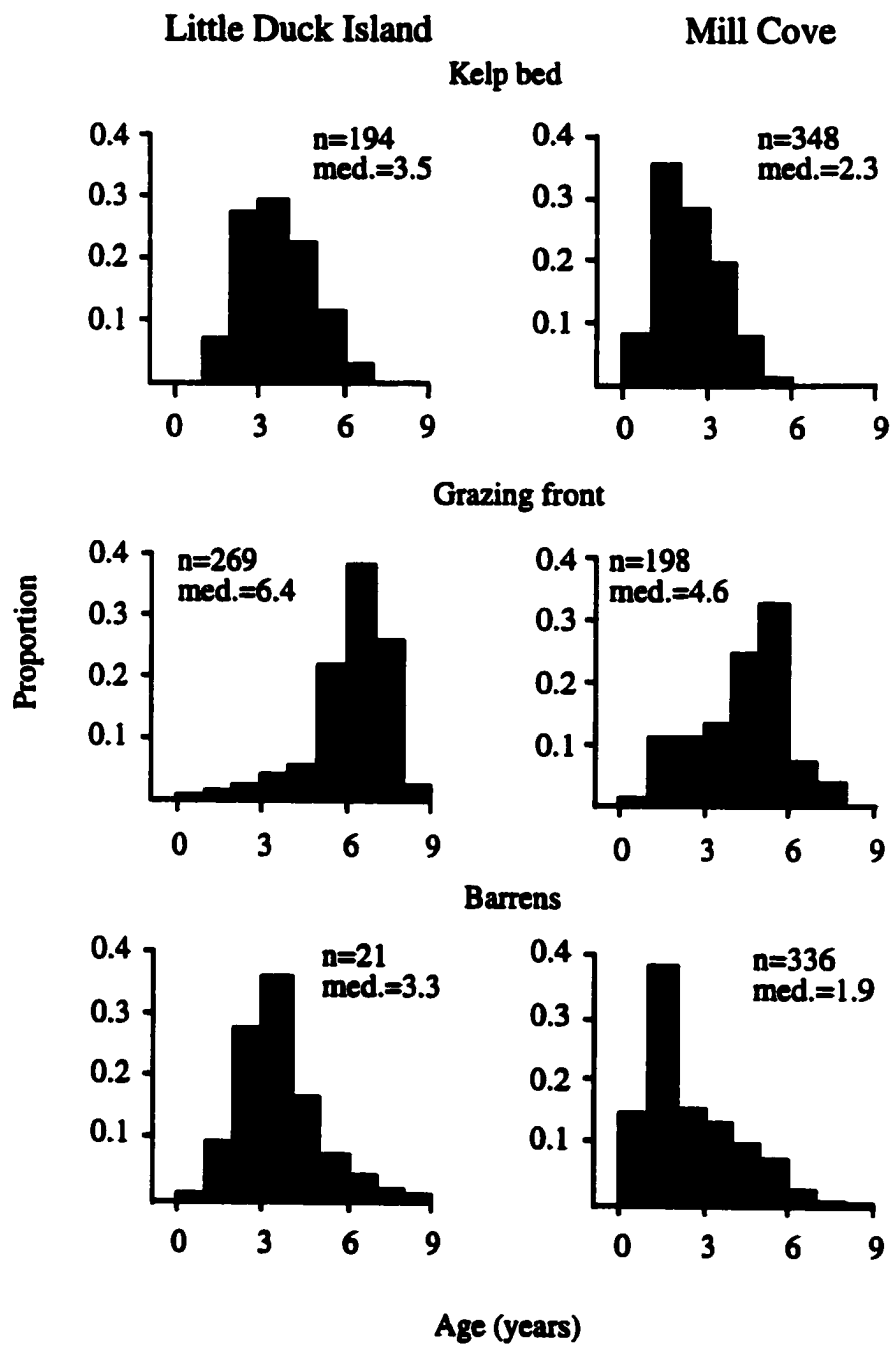 Little Duck Island Mill Cove
Kelp bed
0.4 0.3 0.2 0.1
n=194
med.=3.5
0 3 6 9
0.4 0.3 0.2 0.1
n=348
med.=2.3
0 3 6 9
Grazing front
Proportion
0.4 0.3 0.2 0.1
n=269
med.=6.4
0 3 6 9
0.4 0.3 0.2 0.1
n=198
med.=4.6
0 3 6 9
Barrens
0.4 0.3 0.2 0.1
n=21
med.=3.3
0 3 6 9
0.4 0.3 0.2 0.1
n=336
med.=1.9
0 3 6 9
Age (years)